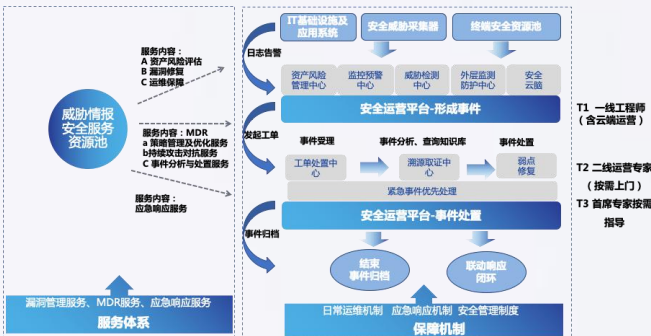 服务内容：
A 资产风险评估
B 漏洞修复
C 运维保障
威胁情报
安全服务
资源池
服务内容：MDR
a 策略管理及优化服务
b持续攻击对抗服务
C 事件分析与处置服务
服务内容：
应急响应服务
漏洞管理服务、MDR服务、应急响应服务
服务体系
IT基础设施及
应用系统
安全威胁采集器
终端安全资源池
日志告警
资产风险
管理中心
监控预警
中心
威胁检测
中心
外层监测
防护中心
安全
云脑
安全运营平台-形成事件
发起工单
事件受理
事件分析、查询知识库
事件处置
工单处置中
心
溯源取证中
心
弱点
修复
紧急事件优先处理
安全运营平台-事件处置
事件归档
结束
事件归档
联动响应
闭环
日常运维机制 应急响应机制 安全管理制度
保障机制
T1 一线工程师
（含云端运营）
T2 二线运营专家
（按需上门）
T3 首席专家按需
指导